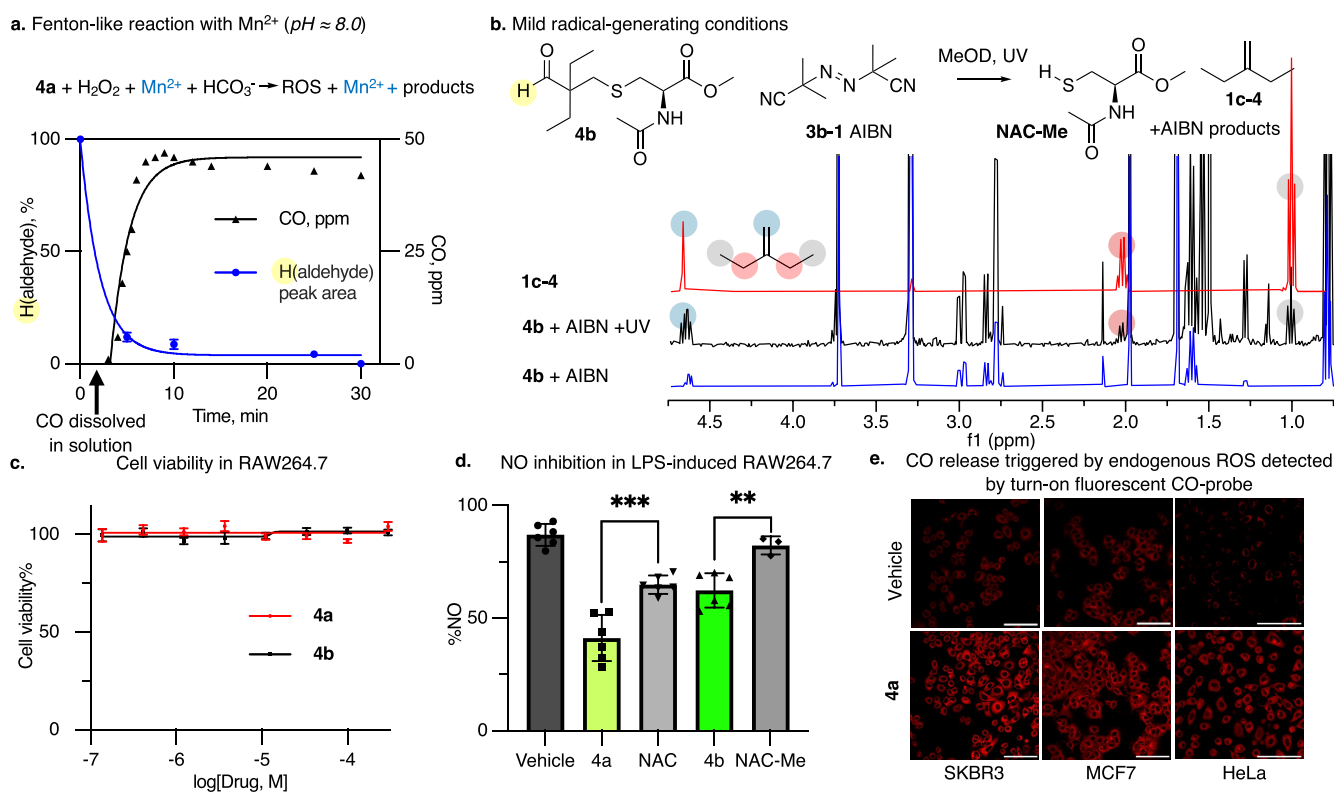 a. Fenton-like reaction with Mn²⁺ (pH ≈ 8.0)
4a + H₂O₂ + Mn²⁺ + HCO₃⁻ → ROS + Mn²⁺ + products
100
50
0
H(aldehyde), %
50
25
0
CO, ppm
CO, ppm
H(aldehyde)
peak area
0
10
20
30
Time, min
CO dissolved
in solution
b. Mild radical-generating conditions
O
H
S
O
O
NH
O
4b
N
N
NC
CN
3b-1 AIBN
MeOD, UV
H
S
O
O
NH
O
NAC-Me
1c-4
+AIBN products
1c-4
4b + AIBN +UV
4b + AIBN
4.5
4.0
3.5
3.0
2.5
2.0
1.5
1.0
f1 (ppm)
c. Cell viability in RAW264.7
100
50
0
Cell viability%
4a
4b
-7
-6
-5
-4
log[Drug, M]
d. NO inhibition in LPS-induced RAW264.7
100
50
0
%NO
***
**
Vehicle
4a
NAC
4b
NAC-Me
e. CO release triggered by endogenous ROS detected
by turn-on fluorescent CO-probe
Vehicle
4a
SKBR3
MCF7
HeLa